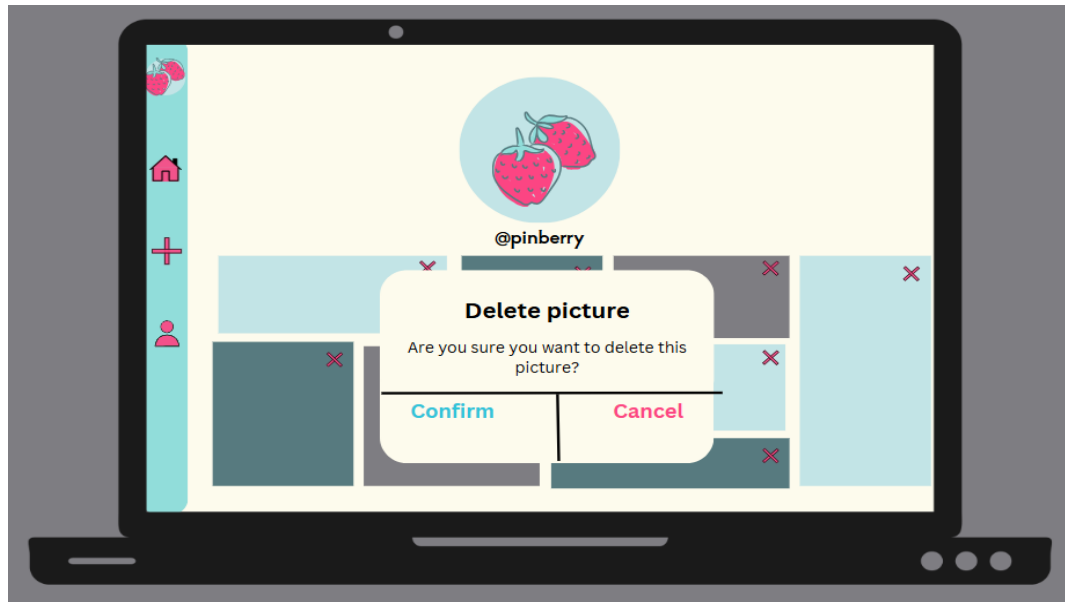 @pinberry
Delete picture
Are you sure you want to delete this
picture?
Confirm
Cancel